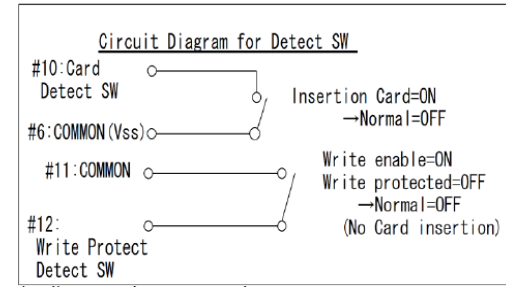 Circuit Diagram for Detect SW
#10:Card
Detect SW
Insertion Card=ON
→Normal=OFF
#6:COMMON(Vss)
#11:COMMON
Write enable=ON
Write protected=OFF
→Normal=OFF
(No Card insertion)
#12:
Write Protect
Detect SW